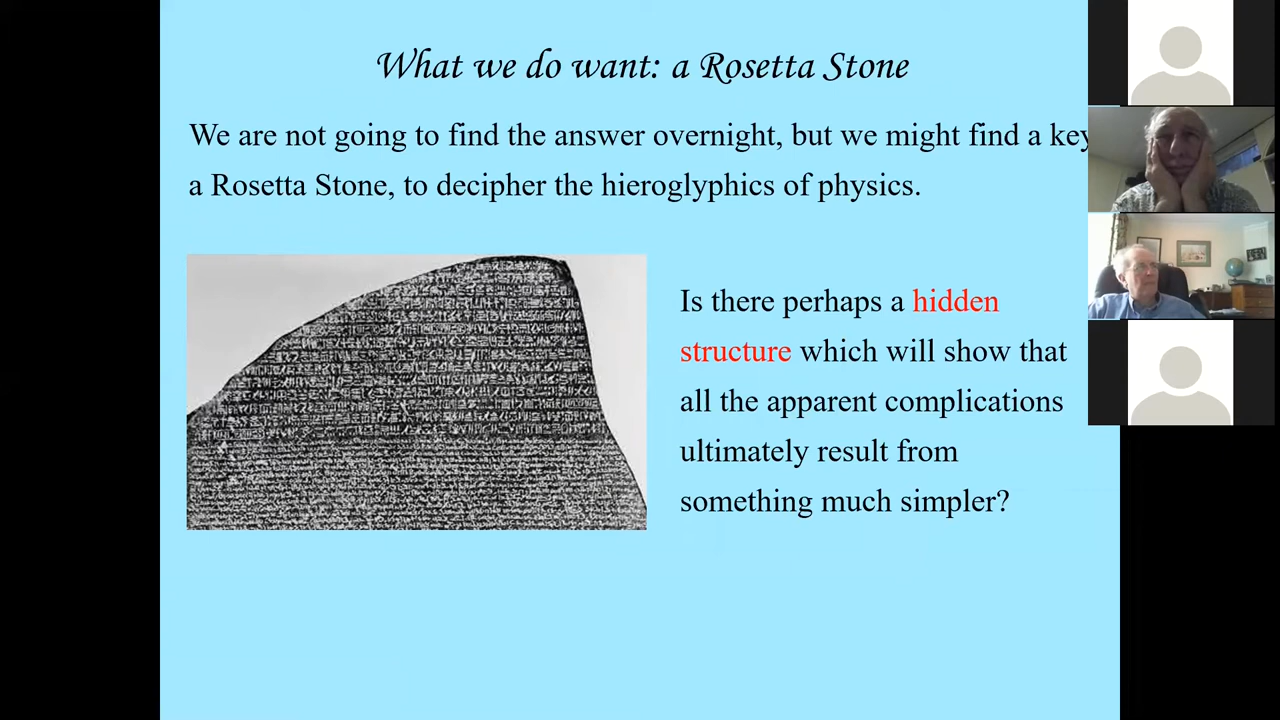 What we do want: a Rosetta Stone
We are not going to find the answer overnight, but we might find a key
a Rosetta Stone, to decipher the hieroglyphics of physics.
Is there perhaps a hidden
structure which will show that
all the apparent complications
ultimately result from
something much simpler?